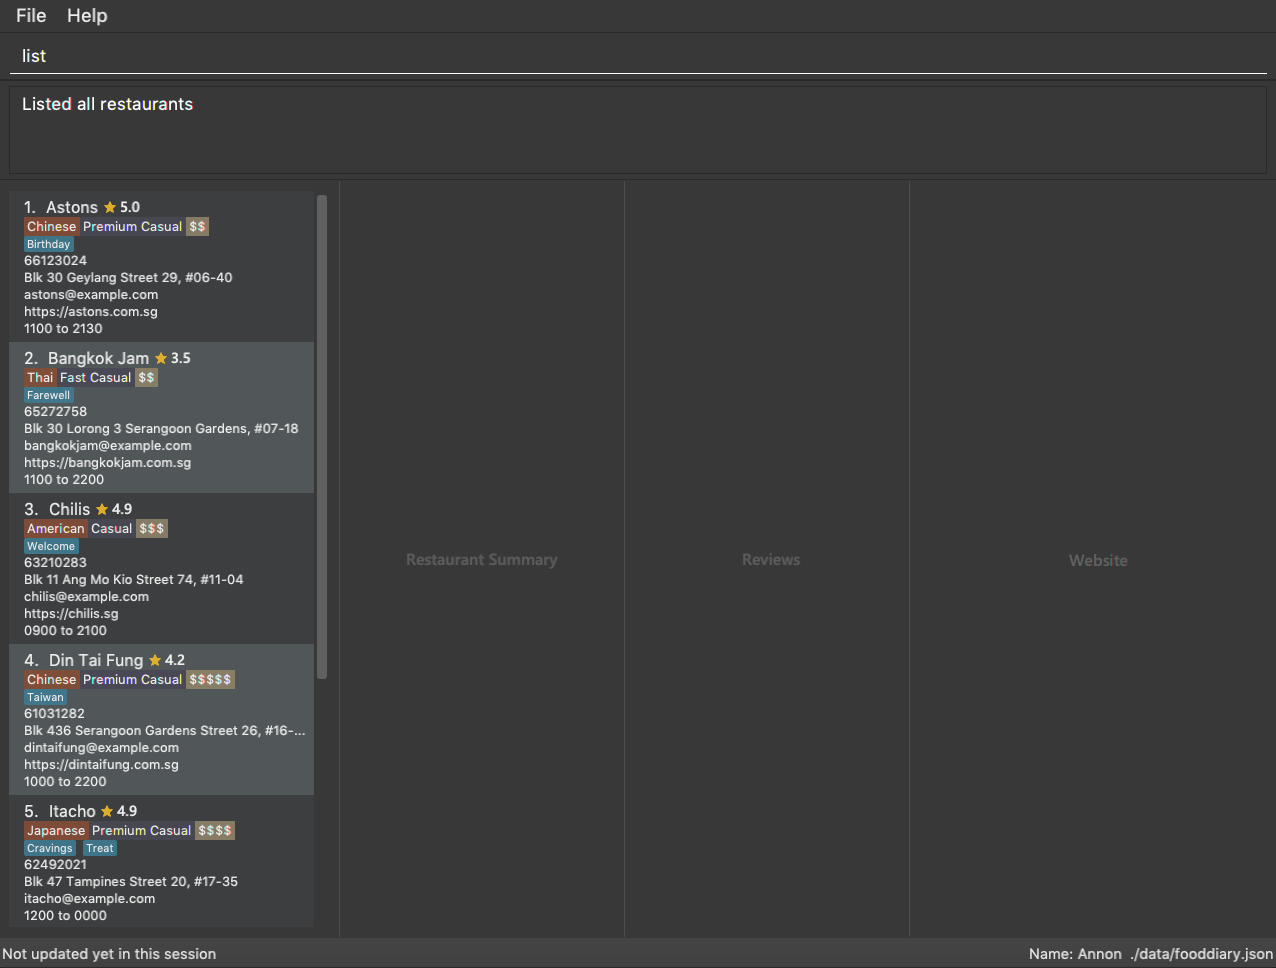 File Help
list
Listed all restaurants
1. Astons 5.0
Chinese Premium Casual $$
Birthday
66123024
Blk 30 Geylang Street 29, #06-40
astons@example.com
https://astons.com.sg
1100 to 2130
2. Bangkok Jam 3.5
Thai Fast Casual $$
Farewell
65272758
Blk 30 Lorong 3 Serangoon Gardens, #07-18
bangkokjam@example.com
https://bangkokjam.com.sg
1100 to 2200
3. Chilis 4.9
American Casual $$$
Welcome
63210283
Blk 11 Ang Mo Kio Street 74, #11-04
chilis@example.com
https://chilis.sg
0900 to 2100
4. Din Tai Fung 4.2
Chinese Premium Casual $$$$$
Taiwan
61031282
Blk 436 Serangoon Gardens Street 26, #16-...
dintaifung@example.com
https://dintaifung.com.sg
1000 to 2200
5. Itacho 4.9
Japanese Premium Casual $$$$
Cravings Treat
62492021
Blk 47 Tampines Street 20, #17-35
itacho@example.com
1200 to 0000
Restaurant Summary
Reviews
Website
Not updated yet in this session
Name: Annon ./data/fooddiary.json